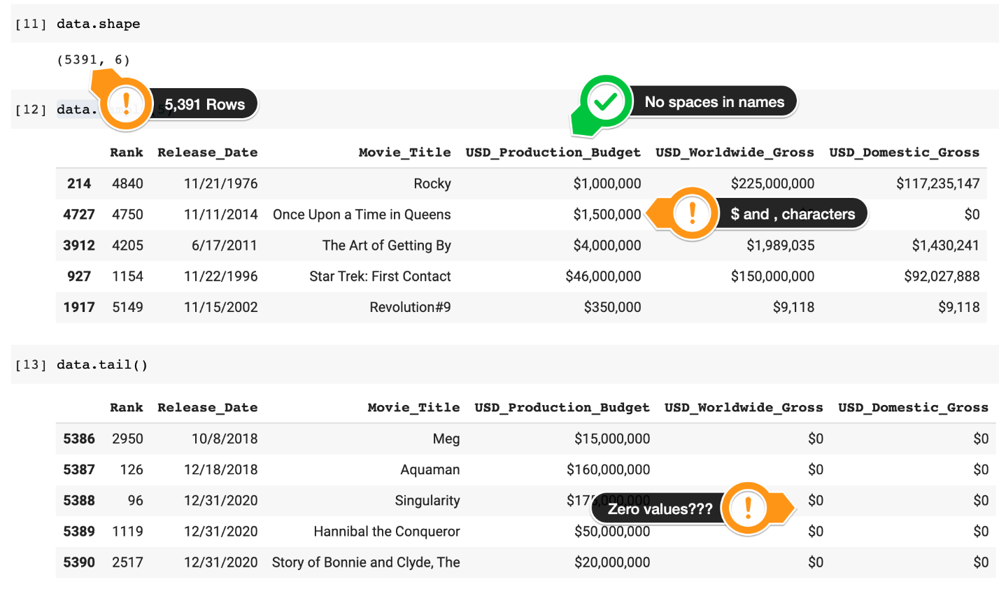 [11] data.shape
(5391, 6)
5,391 Rows
No spaces in names
[12] data.
Rank Release_Date Movie_Title USD_Production_Budget USD_Worldwide_Gross USD_Domestic_Gross
214 4840 11/21/1976 Rocky $1,000,000 $225,000,000 $117,235,147
4727 4750 11/11/2014 Once Upon a Time in Queens $1,500,000 $0
$ and , characters
3912 4205 6/17/2011 The Art of Getting By $4,000,000 $1,989,035 $1,430,241
927 1154 11/22/1996 Star Trek: First Contact $46,000,000 $150,000,000 $92,027,888
1917 5149 11/15/2002 Revolution#9 $350,000 $9,118 $9,118
[13] data.tail()
Rank Release_Date Movie_Title USD_Production_Budget USD_Worldwide_Gross USD_Domestic_Gross
5386 2950 10/8/2018 Meg $15,000,000 $0 $0
5387 126 12/18/2018 Aquaman $160,000,000 $0 $0
5388 96 12/31/2020 Singularity $175,000,000 $0 $0
Zero values???
5389 1119 12/31/2020 Hannibal the Conqueror $50,000,000 $0 $0
5390 2517 12/31/2020 Story of Bonnie and Clyde, The $20,000,000 $0 $0